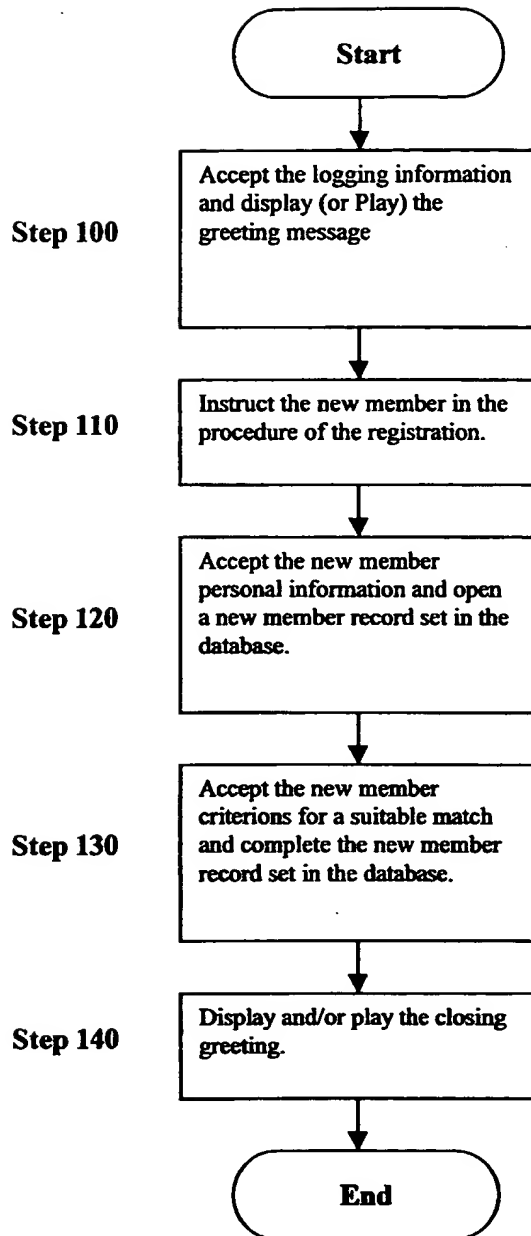 Start
Step 100
Accept the logging information
and display (or Play) the
greeting message
Step 110
Instruct the new member in the
procedure of the registration.
Step 120
Accept the new member
personal information and open
a new member record set in the
database.
Step 130
Accept the new member
criterions for a suitable match
and complete the new member
record set in the database.
Step 140
Display and/or play the closing
greeting.
End